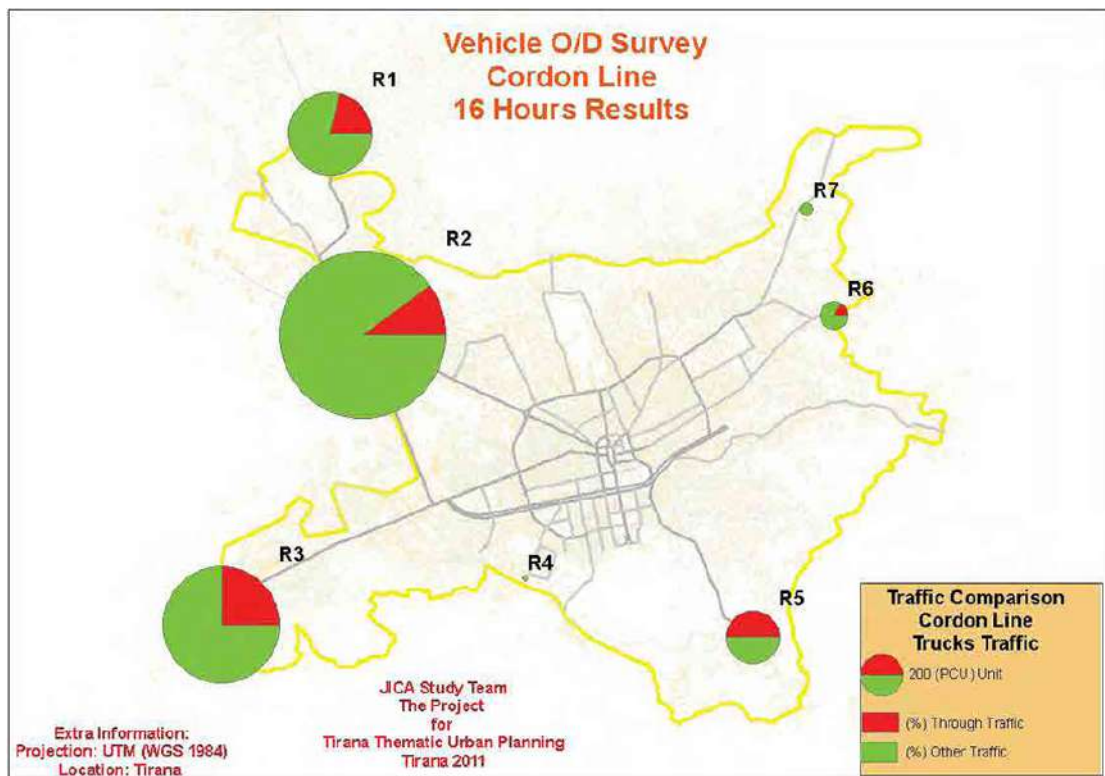 Vehicle O/D Survey
Cordon Line
16 Hours Results
R1
R2
R7
R6
R3
R4
R5
Traffic Comparison
Cordon Line
Trucks Traffic
200 (PCU) Unit
(%) Through Traffic
(%) Other Traffic
JICA Study Team
The Project
for
Tirana Thematic Urban Planning
Tirana 2011
Extra Information:
Projection: UTM (WGS 1984)
Location: Tirana